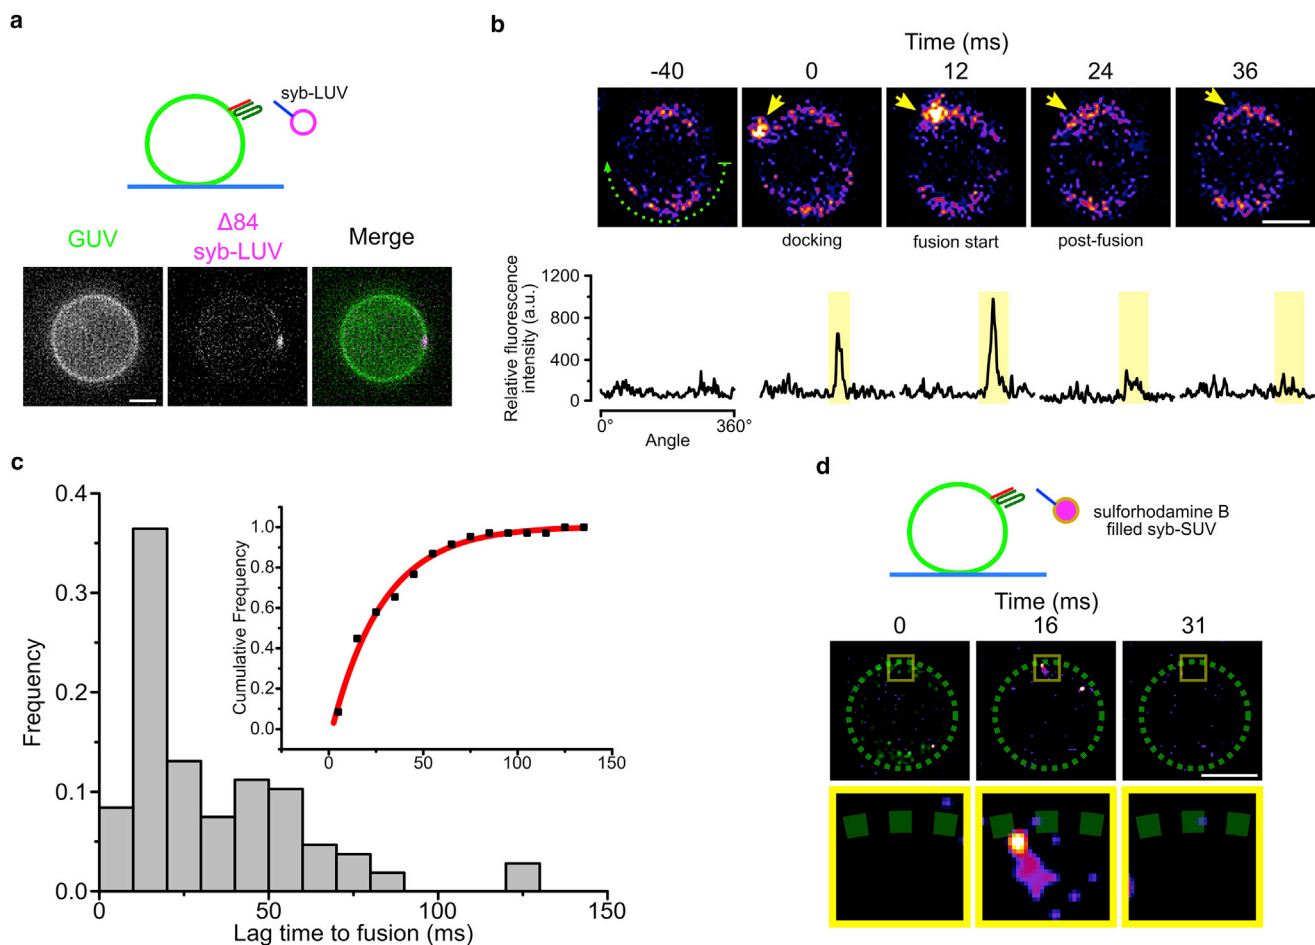 a
syb-LUV
GUV
Δ84
syb-LUV
Merge
b
Time (ms)
-40 0 12 24 36
docking fusion start post-fusion
Relative fluorescence
intensity (a.u.)
1200
800
400
0
0° 360°
Angle
c
Frequency
0.4
0.3
0.2
0.1
0.0
0 50 100 150
Lag time to fusion (ms)
Cumulative Frequency
1.0
0.8
0.6
0.4
0.2
0.0
0 50 100 150
d
sulforhodamine B
filled syb-SUV
Time (ms)
0 16 31